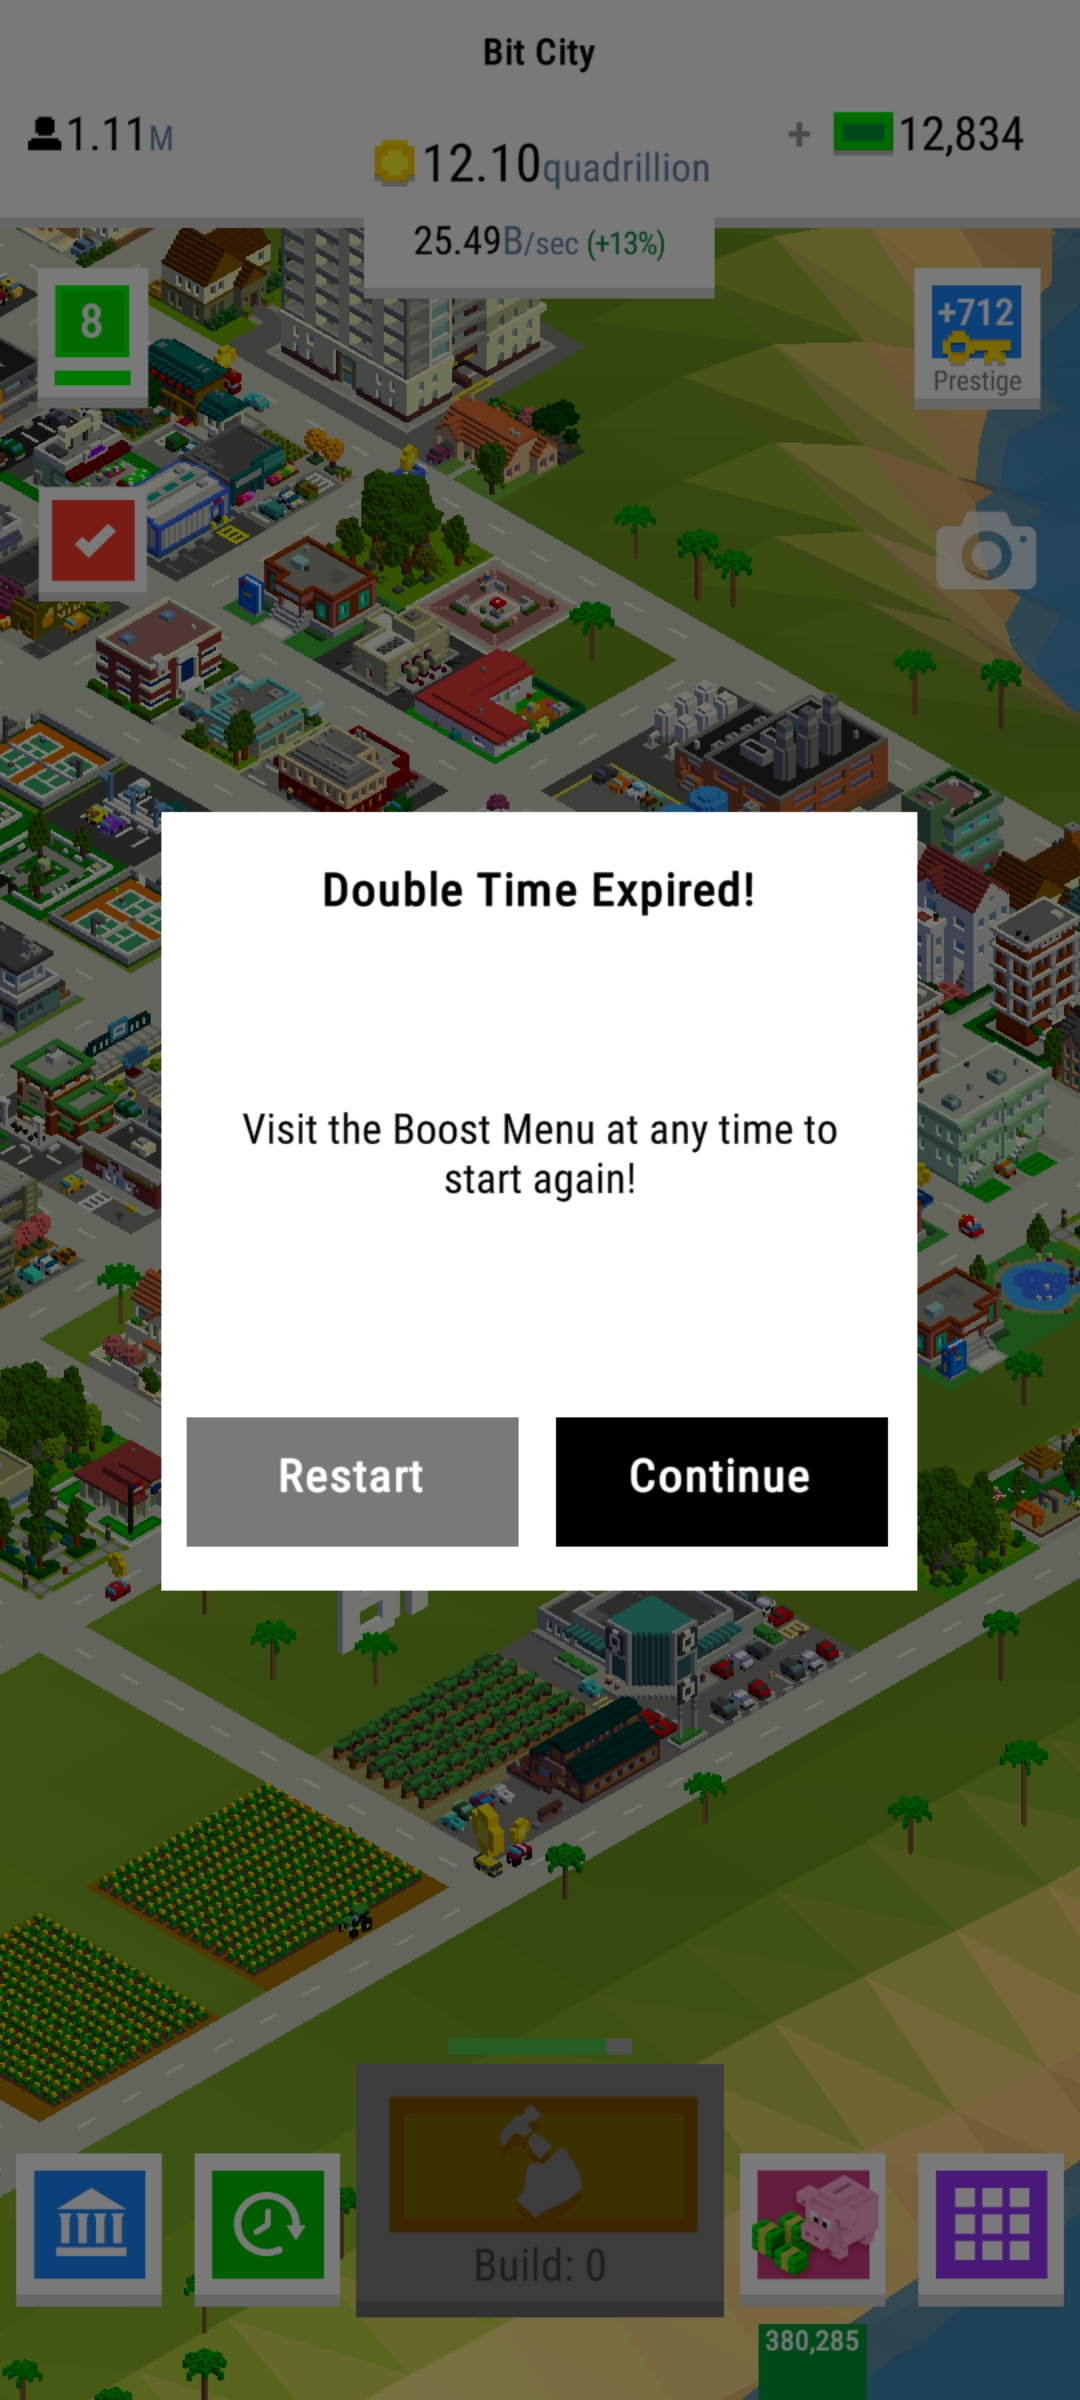 Bit City
1.11M
12.10quadrillion
+ 12,834
25.49B/sec (+13%)
8
+712
Prestige
Double Time Expired!
Visit the Boost Menu at any time to
start again!
Restart
Continue
Build: 0
380,285